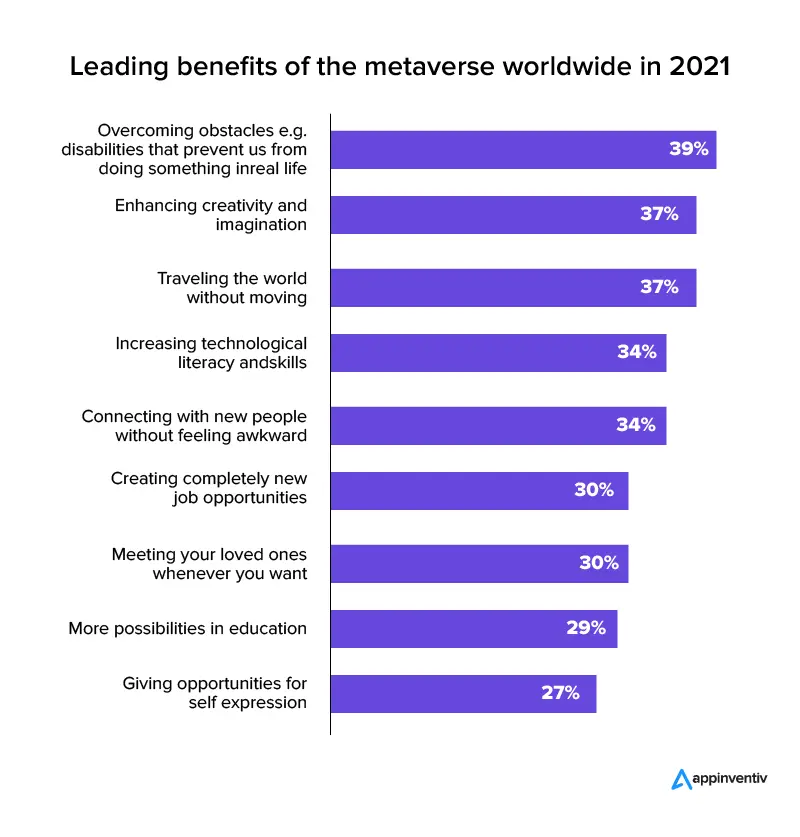 Leading benefits of the metaverse worldwide in 2021
Overcoming obstacles e.g.
disabilities that prevent us from
doing something inreal life
39%
Enhancing creativity and
imagination
37%
Traveling the world
without moving
37%
Increasing technological
literacy andskills
34%
Connecting with new people
without feeling awkward
34%
Creating completely new
job opportunities
30%
Meeting your loved ones
whenever you want
30%
More possibilities in education
29%
Giving opportunities for
self expression
27%
appinventiv